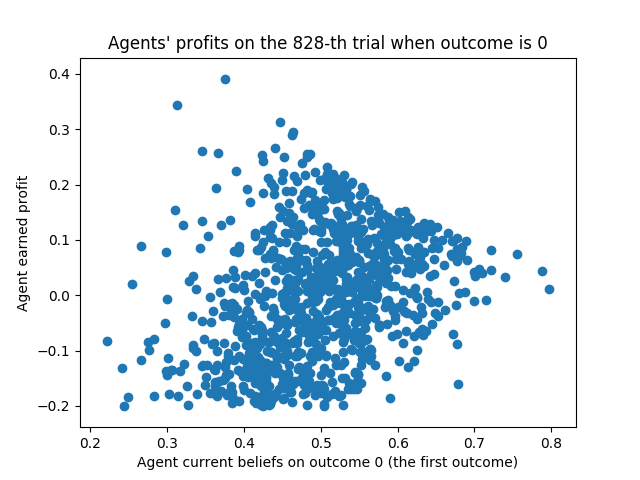 Agents' profits on the 828-th trial when outcome is 0
0.4
0.3
0.2
0.1
0.0
−0.1
−0.2
Agent earned profit
0.2 0.3 0.4 0.5 0.6 0.7 0.8
Agent current beliefs on outcome 0 (the first outcome)